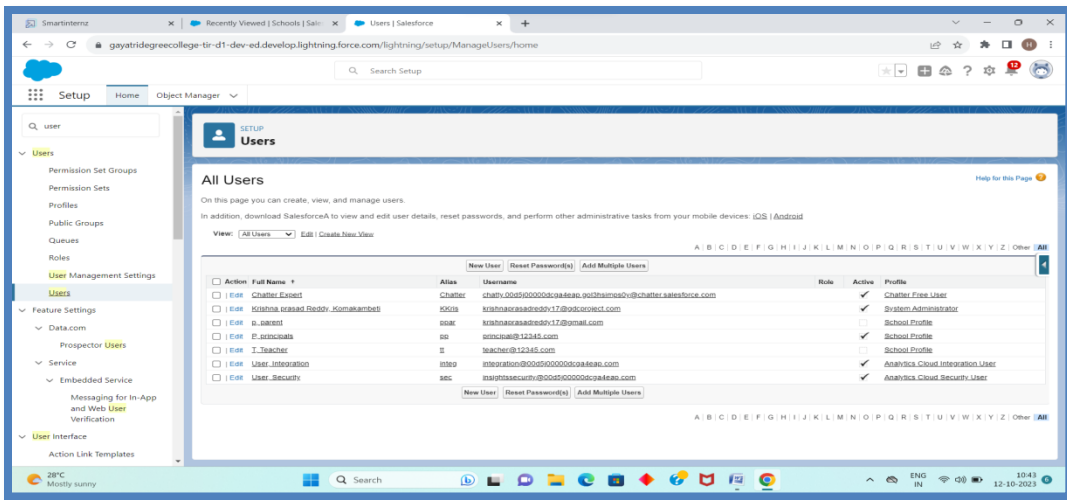 Smartinternz
Recently Viewed | Schools | Sale
Users | Salesforce
gayatridegreecollege-tir-d1-dev-ed.develop.lightning.force.com/lightning/setup/ManageUsers/home
H
Search Setup
12
Setup Home Object Manager
user
SETUP
Users
Users
Permission Set Groups
Permission Sets
Profiles
Public Groups
Queues
Roles
User Management Settings
Users
Feature Settings
Data.com
Prospector Users
Service
Embedded Service
Messaging for In-App
and Web User
Verification
User Interface
Action Link Templates
All Users
Help for this Page
On this page you can create, view, and manage users.
In addition, download SalesforceA to view and edit user details, reset passwords, and perform other administrative tasks from your mobile devices: iOS | Android
View: All Users Edit | Create New View
A | B | C | D | E | F | G | H | I | J | K | L | M | N | O | P | Q | R | S | T | U | V | W | X | Y | Z | Other All
New User Reset Password(s) Add Multiple Users
Action Full Name ↑ Alias Username Role Active Profile
Edit Chatter Expert Chatter Chatter Free User
Edit Krishna prasad Reddy, Komakambeti KKris krishnaprasadreddy17@gdcproject.com System Administrator
Edit p, parent ppar krishnaprasadreddy17@gmail.com School Profile
Edit P, principals pp principal@12345.com School Profile
Edit T, Teacher tt teacher@12345.com School Profile
Edit User, Integration integ Analytics Cloud Integration User
Edit User, Security sec Analytics Cloud Security User
New User Reset Password(s) Add Multiple Users
A | B | C | D | E | F | G | H | I | J | K | L | M | N | O | P | Q | R | S | T | U | V | W | X | Y | Z | Other All
28°C
Mostly sunny
Search
ENG
IN
10:43
12-10-2023
6